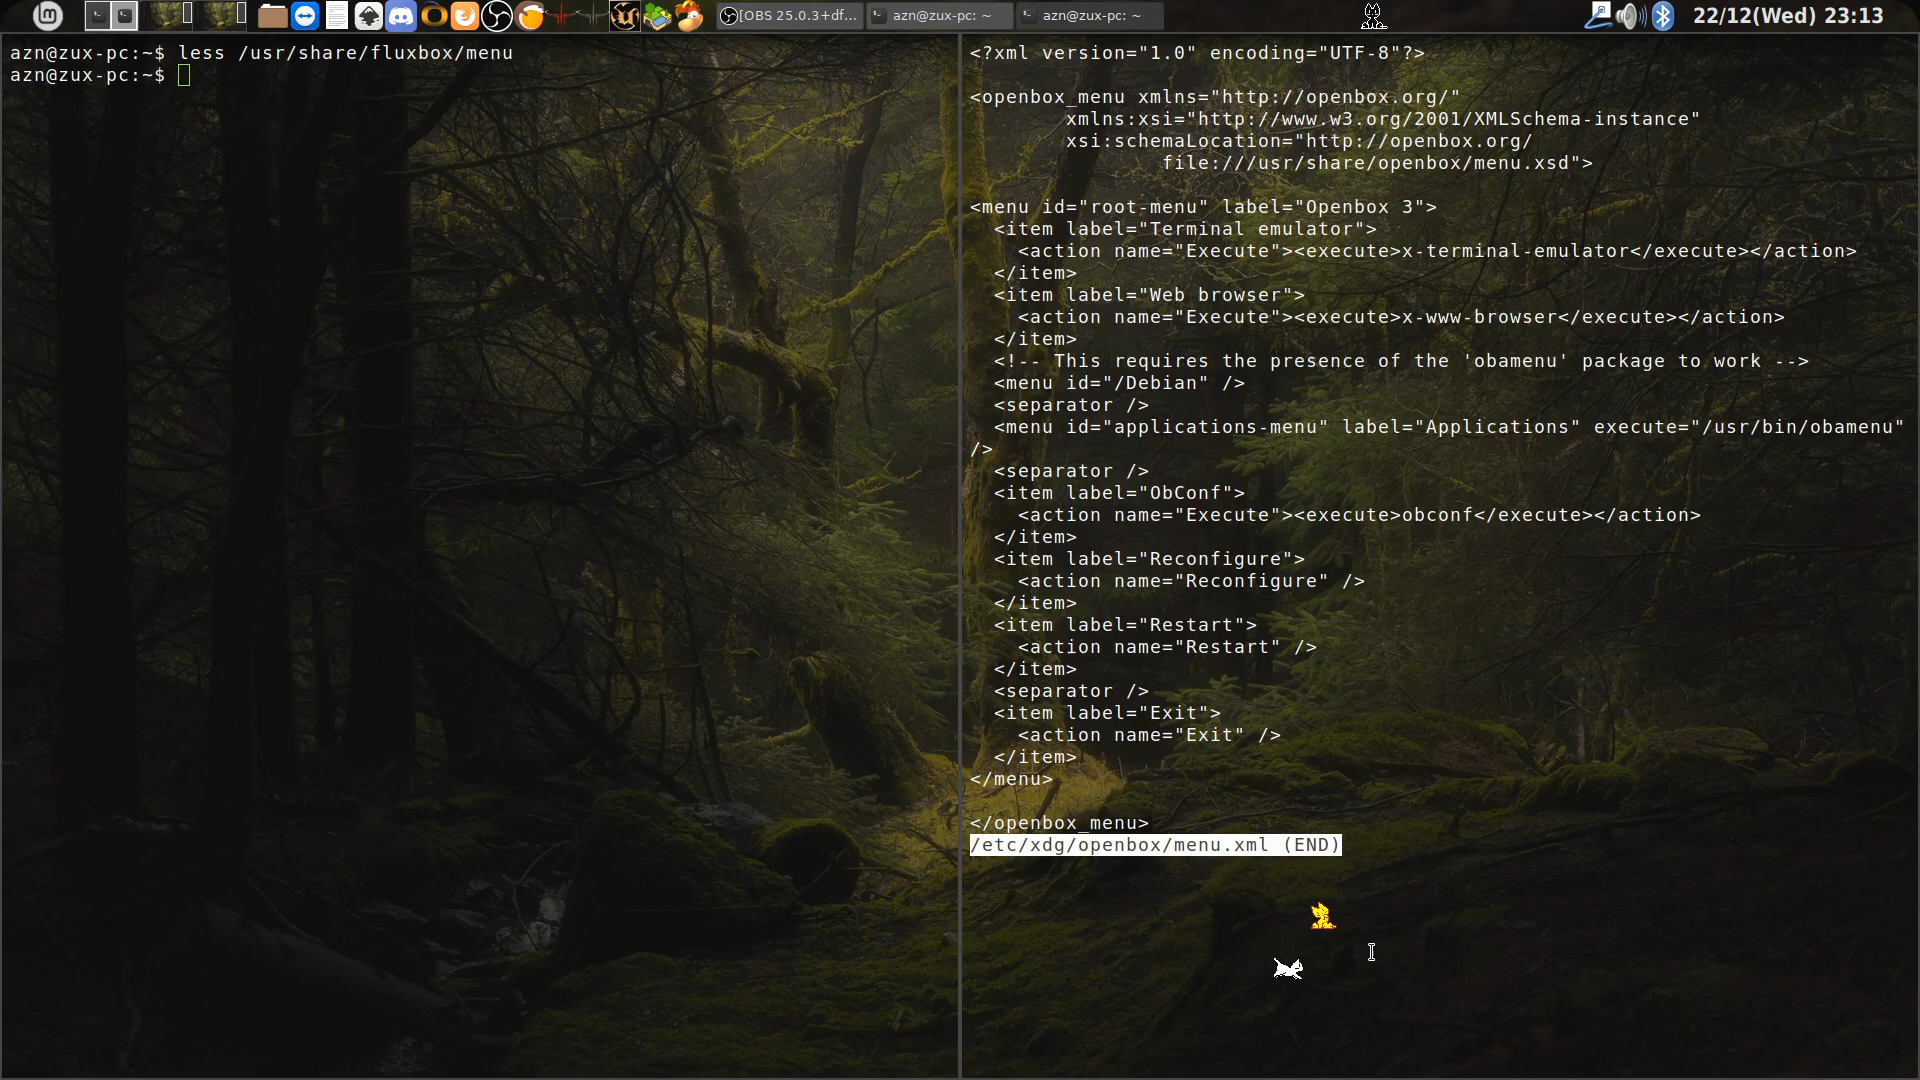 [OBS 25.0.3+df...
azn@zux-pc: ~
azn@zux-pc: ~
22/12(Wed) 23:13
azn@zux-pc:~$ less /usr/share/fluxbox/menu
azn@zux-pc:~$
<?xml version="1.0" encoding="UTF-8"?>
<openbox_menu xmlns="http://openbox.org/"
xmlns:xsi="http://www.w3.org/2001/XMLSchema-instance"
xsi:schemaLocation="http://openbox.org/
file:///usr/share/openbox/menu.xsd">
<menu id="root-menu" label="Openbox 3">
<item label="Terminal emulator">
<action name="Execute"><execute>x-terminal-emulator</execute></action>
</item>
<item label="Web browser">
<action name="Execute"><execute>x-www-browser</execute></action>
</item>
<!-- This requires the presence of the 'obamenu' package to work -->
<menu id="/Debian" />
<separator />
<menu id="applications-menu" label="Applications" execute="/usr/bin/obamenu"
/>
<separator />
<item label="ObConf">
<action name="Execute"><execute>obconf</execute></action>
</item>
<item label="Reconfigure">
<action name="Reconfigure" />
</item>
<item label="Restart">
<action name="Restart" />
</item>
<separator />
<item label="Exit">
<action name="Exit" />
</item>
</menu>
</openbox_menu>
/etc/xdg/openbox/menu.xml (END)